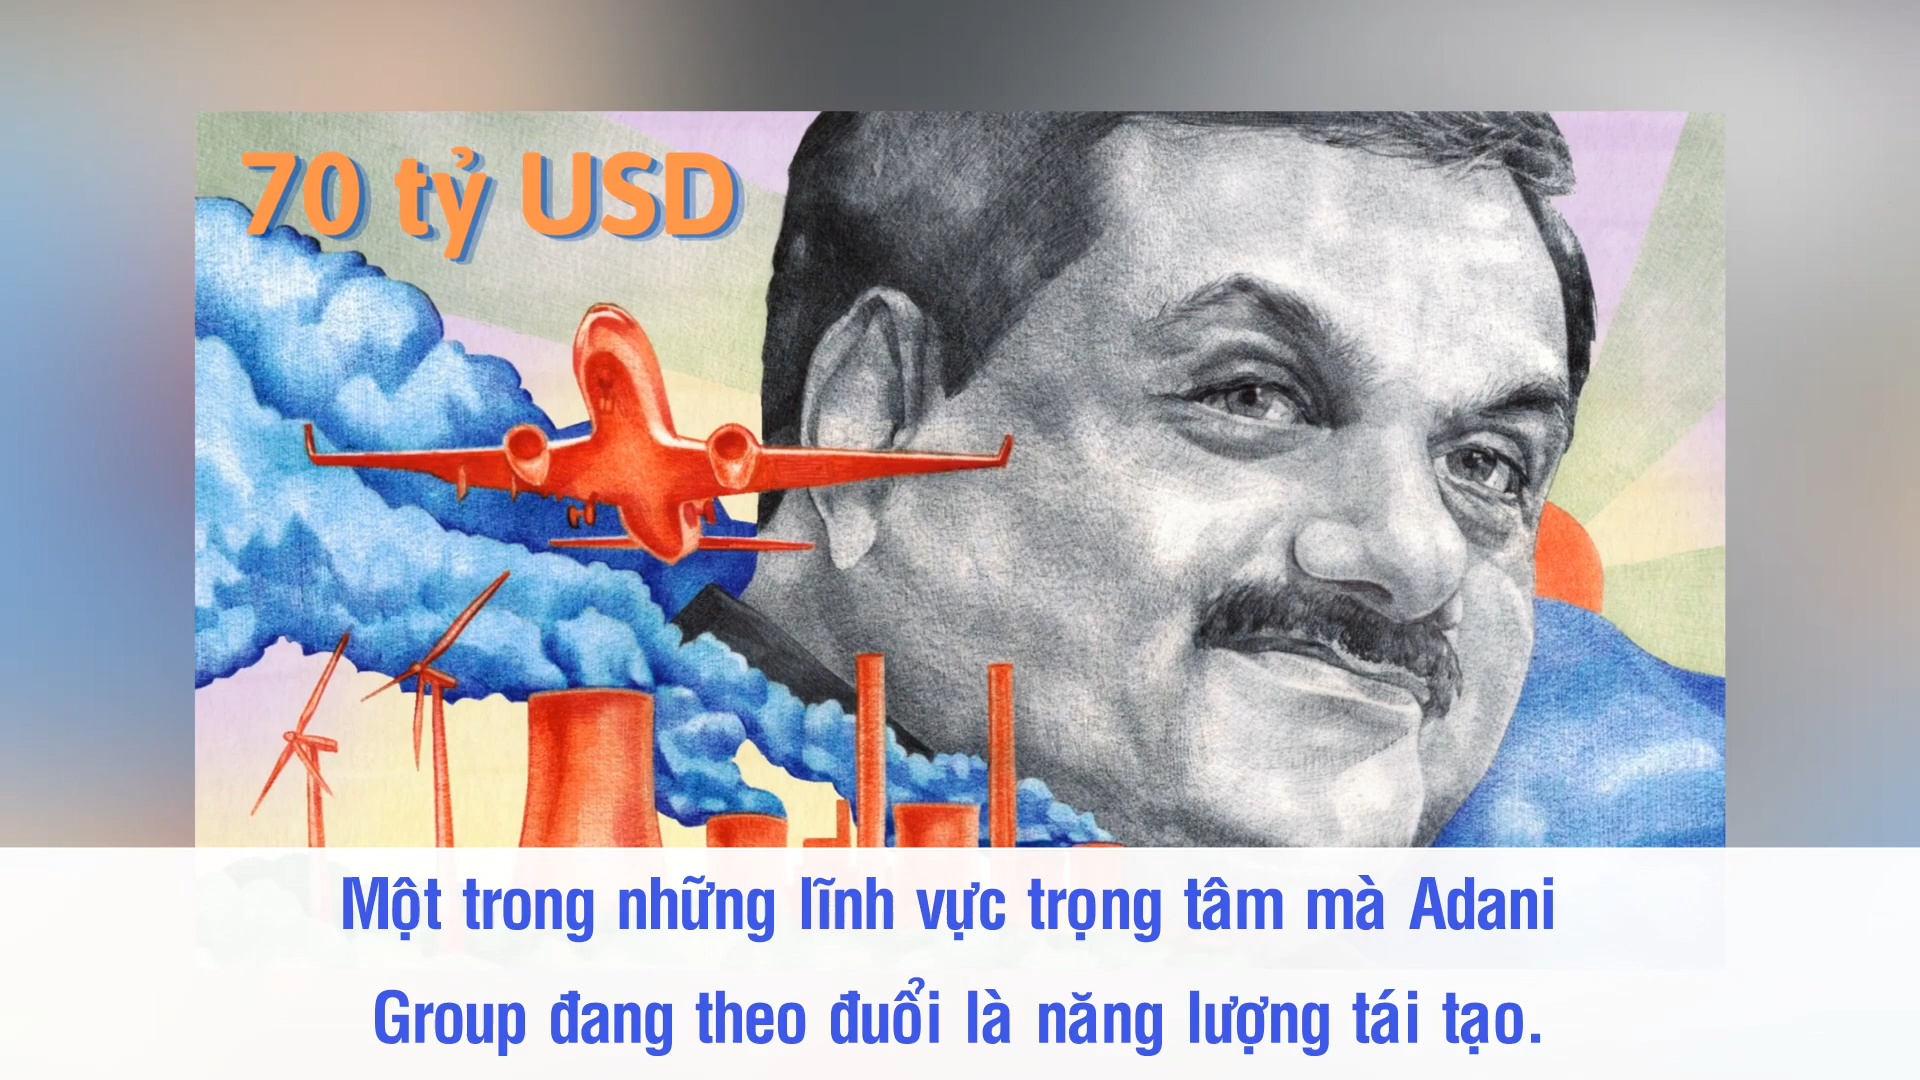 70 tỷ USD
Một trong những lĩnh vực trọng tâm mà Adani
Group đang theo đuổi là năng lượng tái tạo.